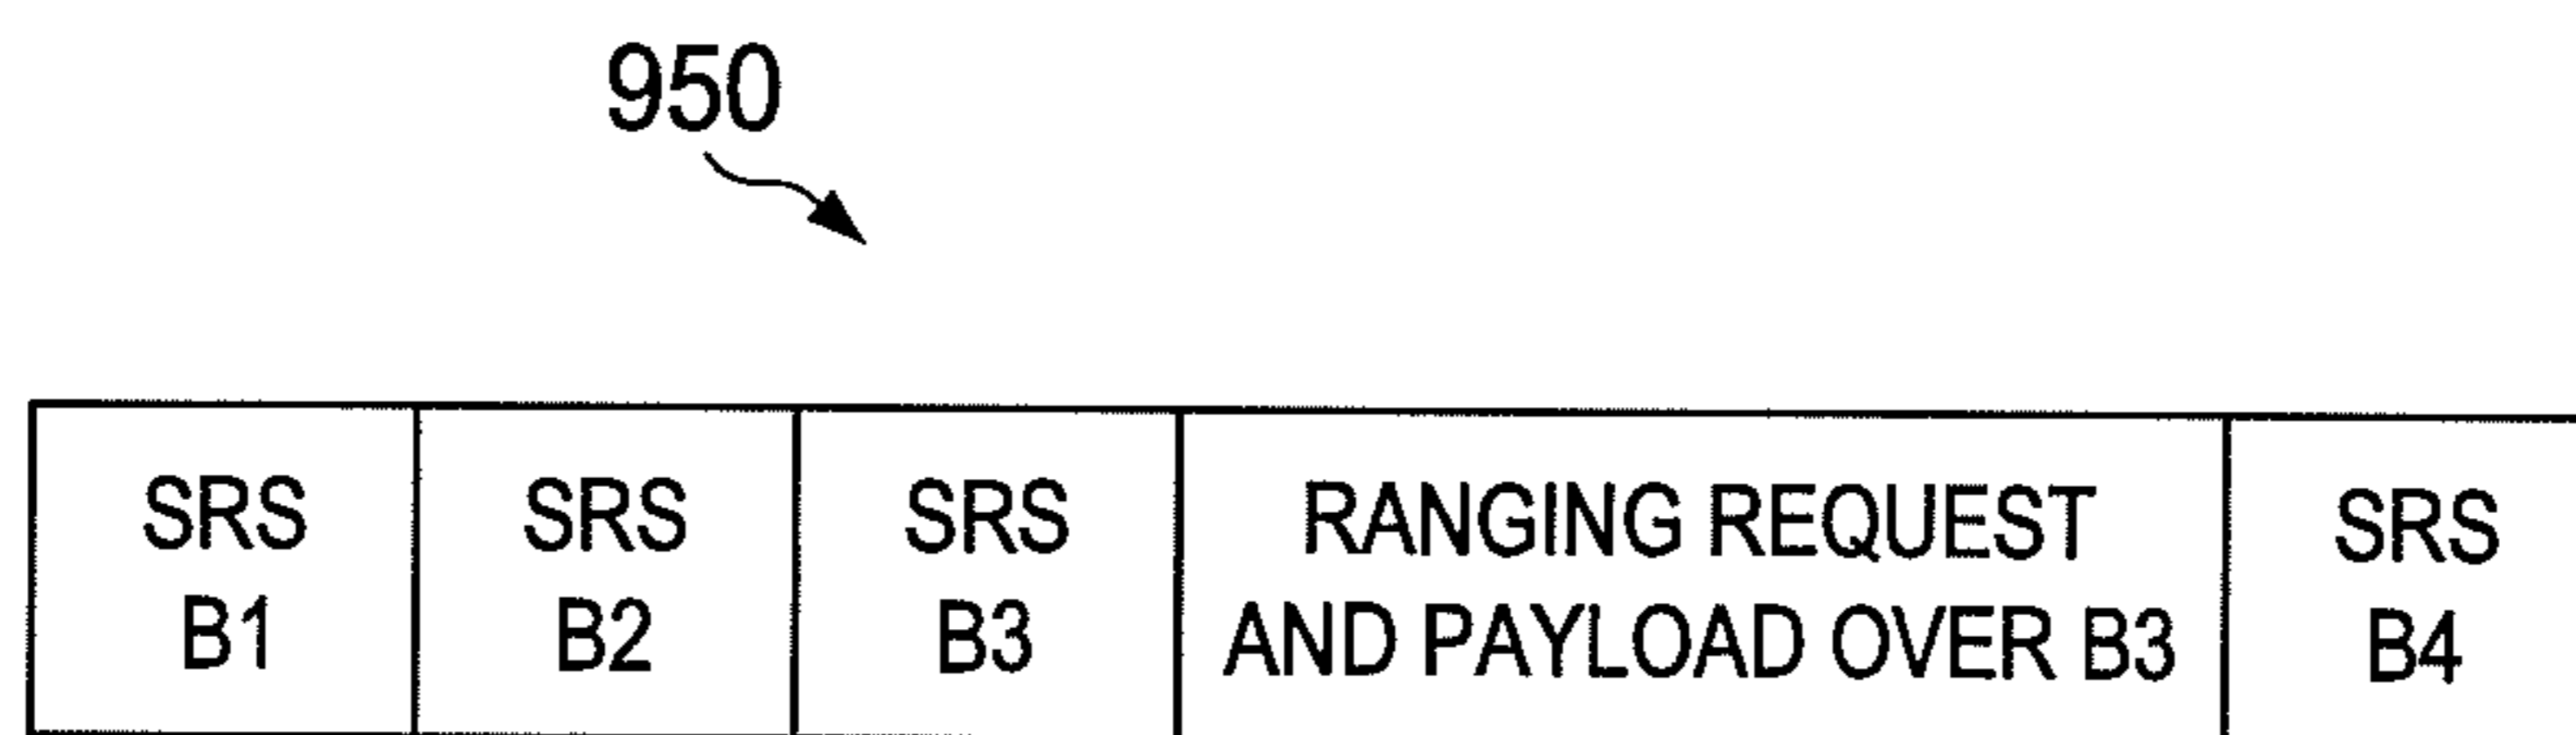 950
SRS
B1
SRS
B2
SRS
B3
RANGING REQUEST
AND PAYLOAD OVER B3
SRS
B4